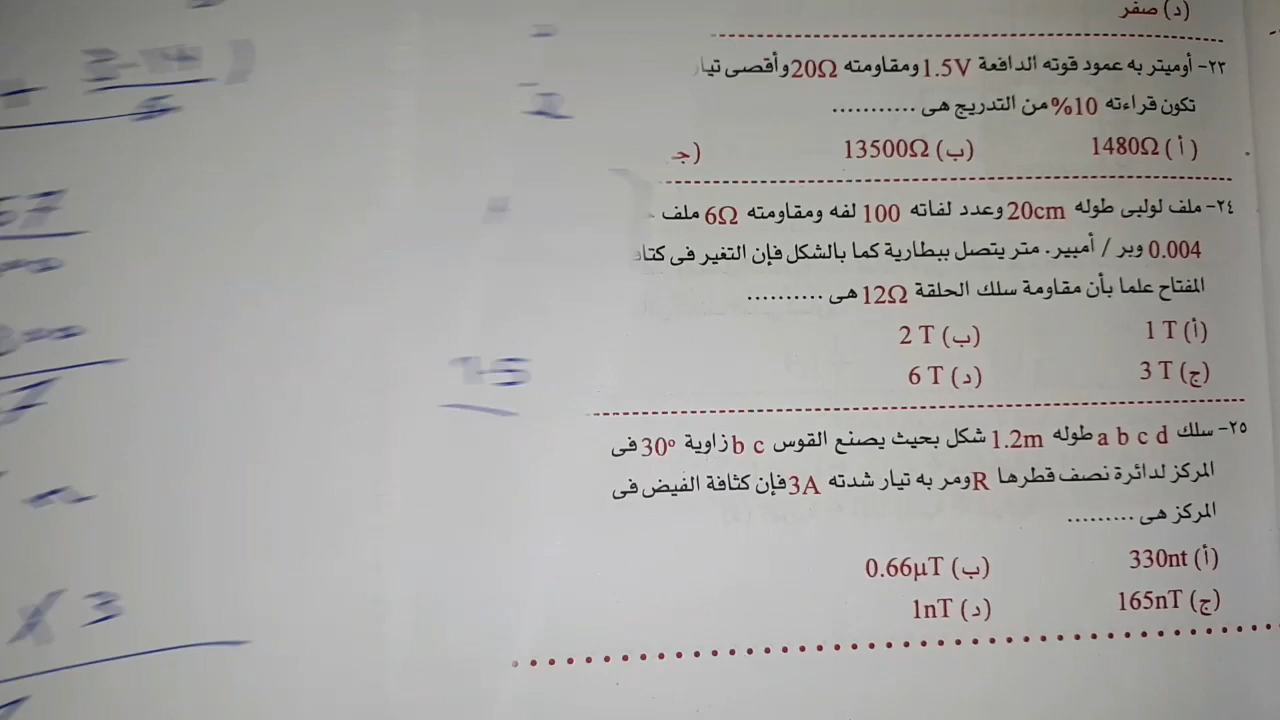 (د) صفر
٢٣- أوميتر به عمود قوته الدافعة 1.5V ومقاومته 20Ω وأقصى
تكون قراءته 10% من التدريج هى ..........
(أ) 1480Ω (ب) 13500Ω (جـ
٢٤- ملف لولبى طوله 20cm وعدد لفاته 100 لفه ومقاومته 6Ω ملف
0.004 وبر / أمبير. متر يتصل ببطارية كما بالشكل فإن التغير فى
المفتاح علما بأن مقاومة سلك الحلقة 12Ω هى ..........
(أ) 1 T (ب) 2 T
(ج) 3 T (د) 6 T
٢٥- سلك a b c d طوله 1.2m شكل بحيث يصنع القوس b c زاوية 30° فى
المركز لدائرة نصف قطرها R ومر به تيار شدته 3A فإن كثافة الفيض فى
المركز هى .........
(أ) 330nt (ب) 0.66µT
(ج) 165nT (د) 1nT
1.5
X 3